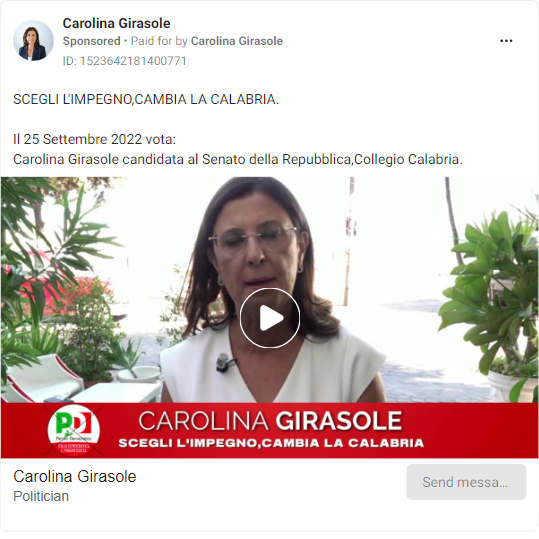 Carolina Girasole
Sponsored • Paid for by Carolina Girasole
ID: 1523642181400771
SCEGLI L'IMPEGNO,CAMBIA LA CALABRIA.
Il 25 Settembre 2022 vota:
Carolina Girasole candidata al Senato della Repubblica,Collegio Calabria.
PD
Partito Democratico
CAROLINA GIRASOLE
SCEGLI L'IMPEGNO,CAMBIA LA CALABRIA
Carolina Girasole
Politician
Send messa...